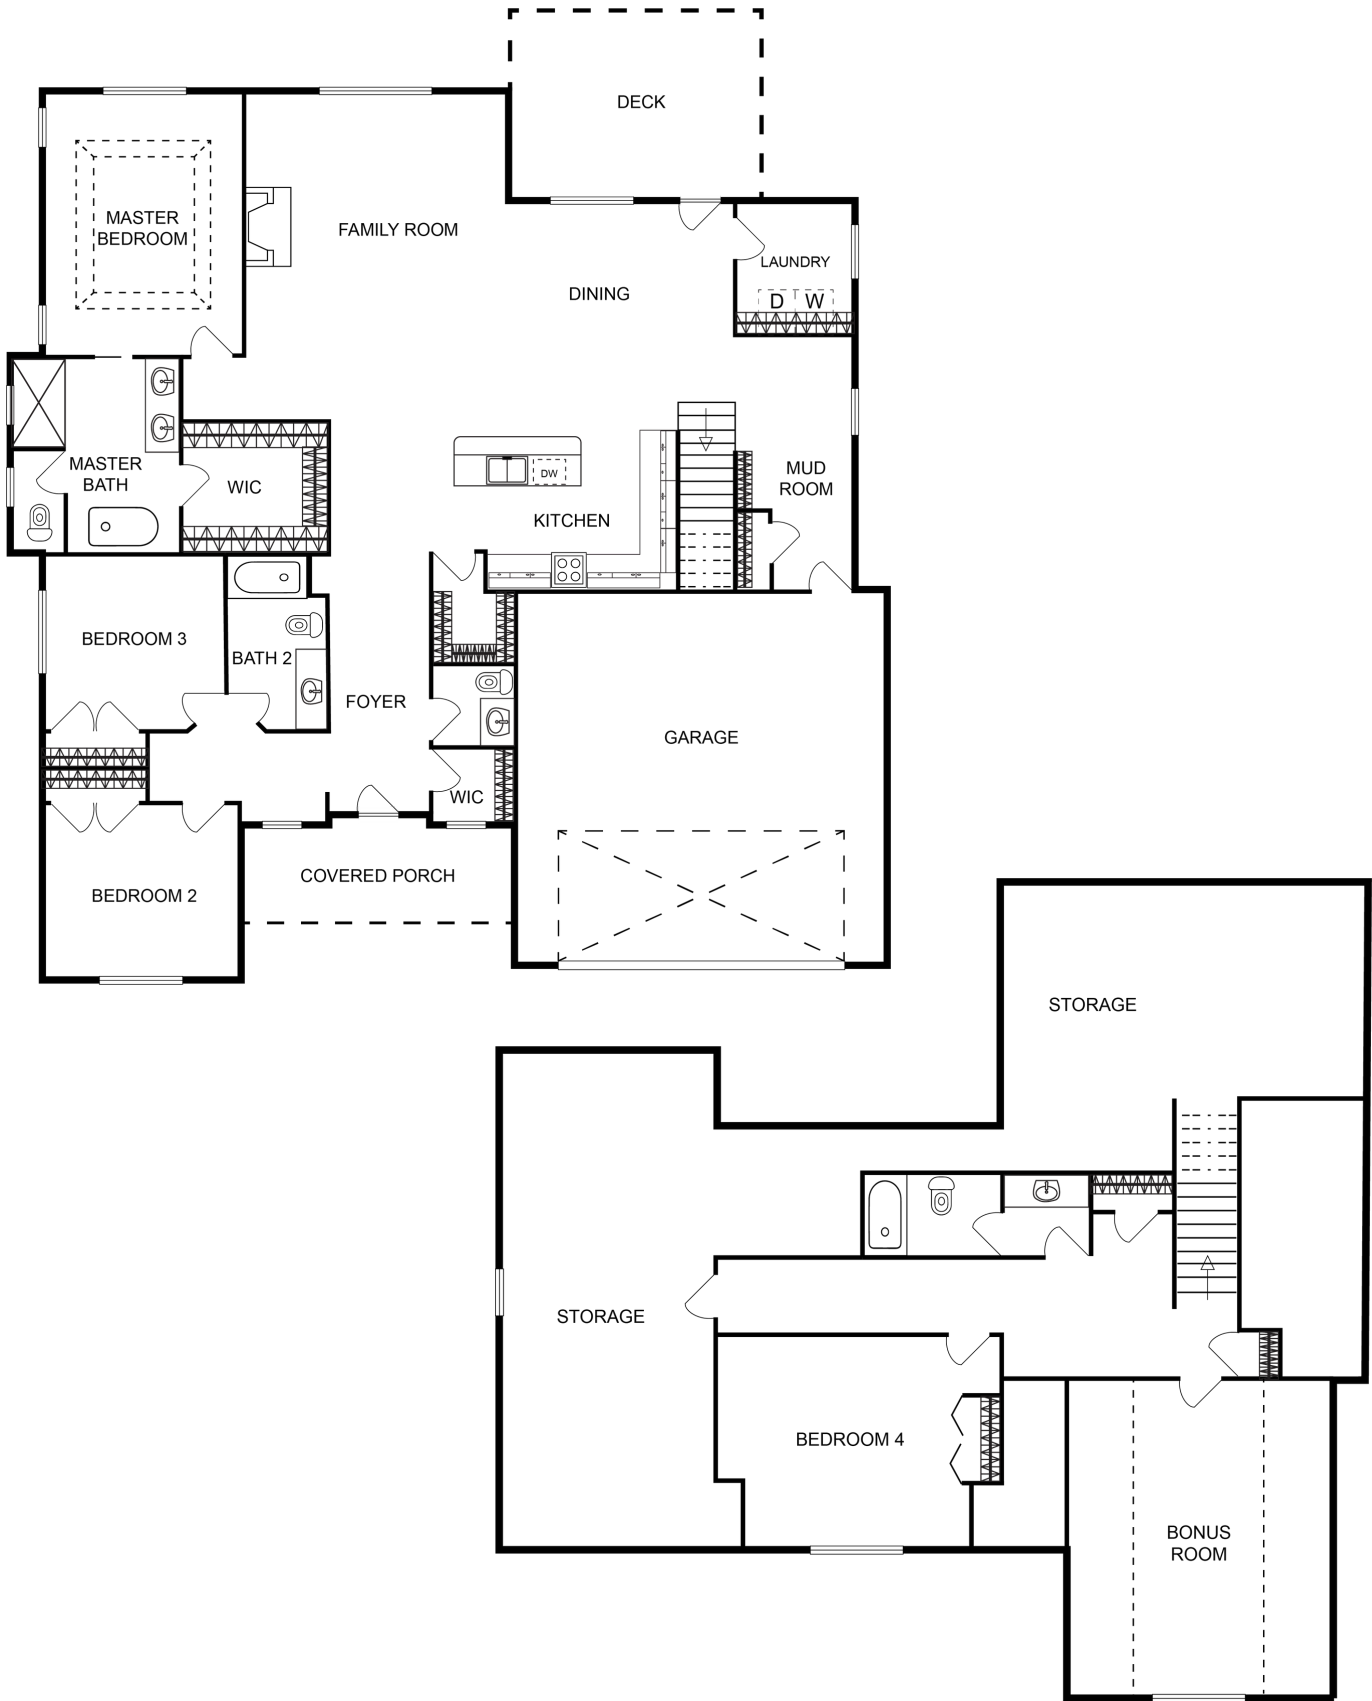 DECK
MASTER
BEDROOM
FAMILY ROOM
LAUNDRY
D W
DINING
MASTER
BATH
WIC
DW
MUD
ROOM
KITCHEN
BEDROOM 3
BATH 2
FOYER
GARAGE
WIC
COVERED PORCH
BEDROOM 2
STORAGE
STORAGE
BEDROOM 4
BONUS
ROOM